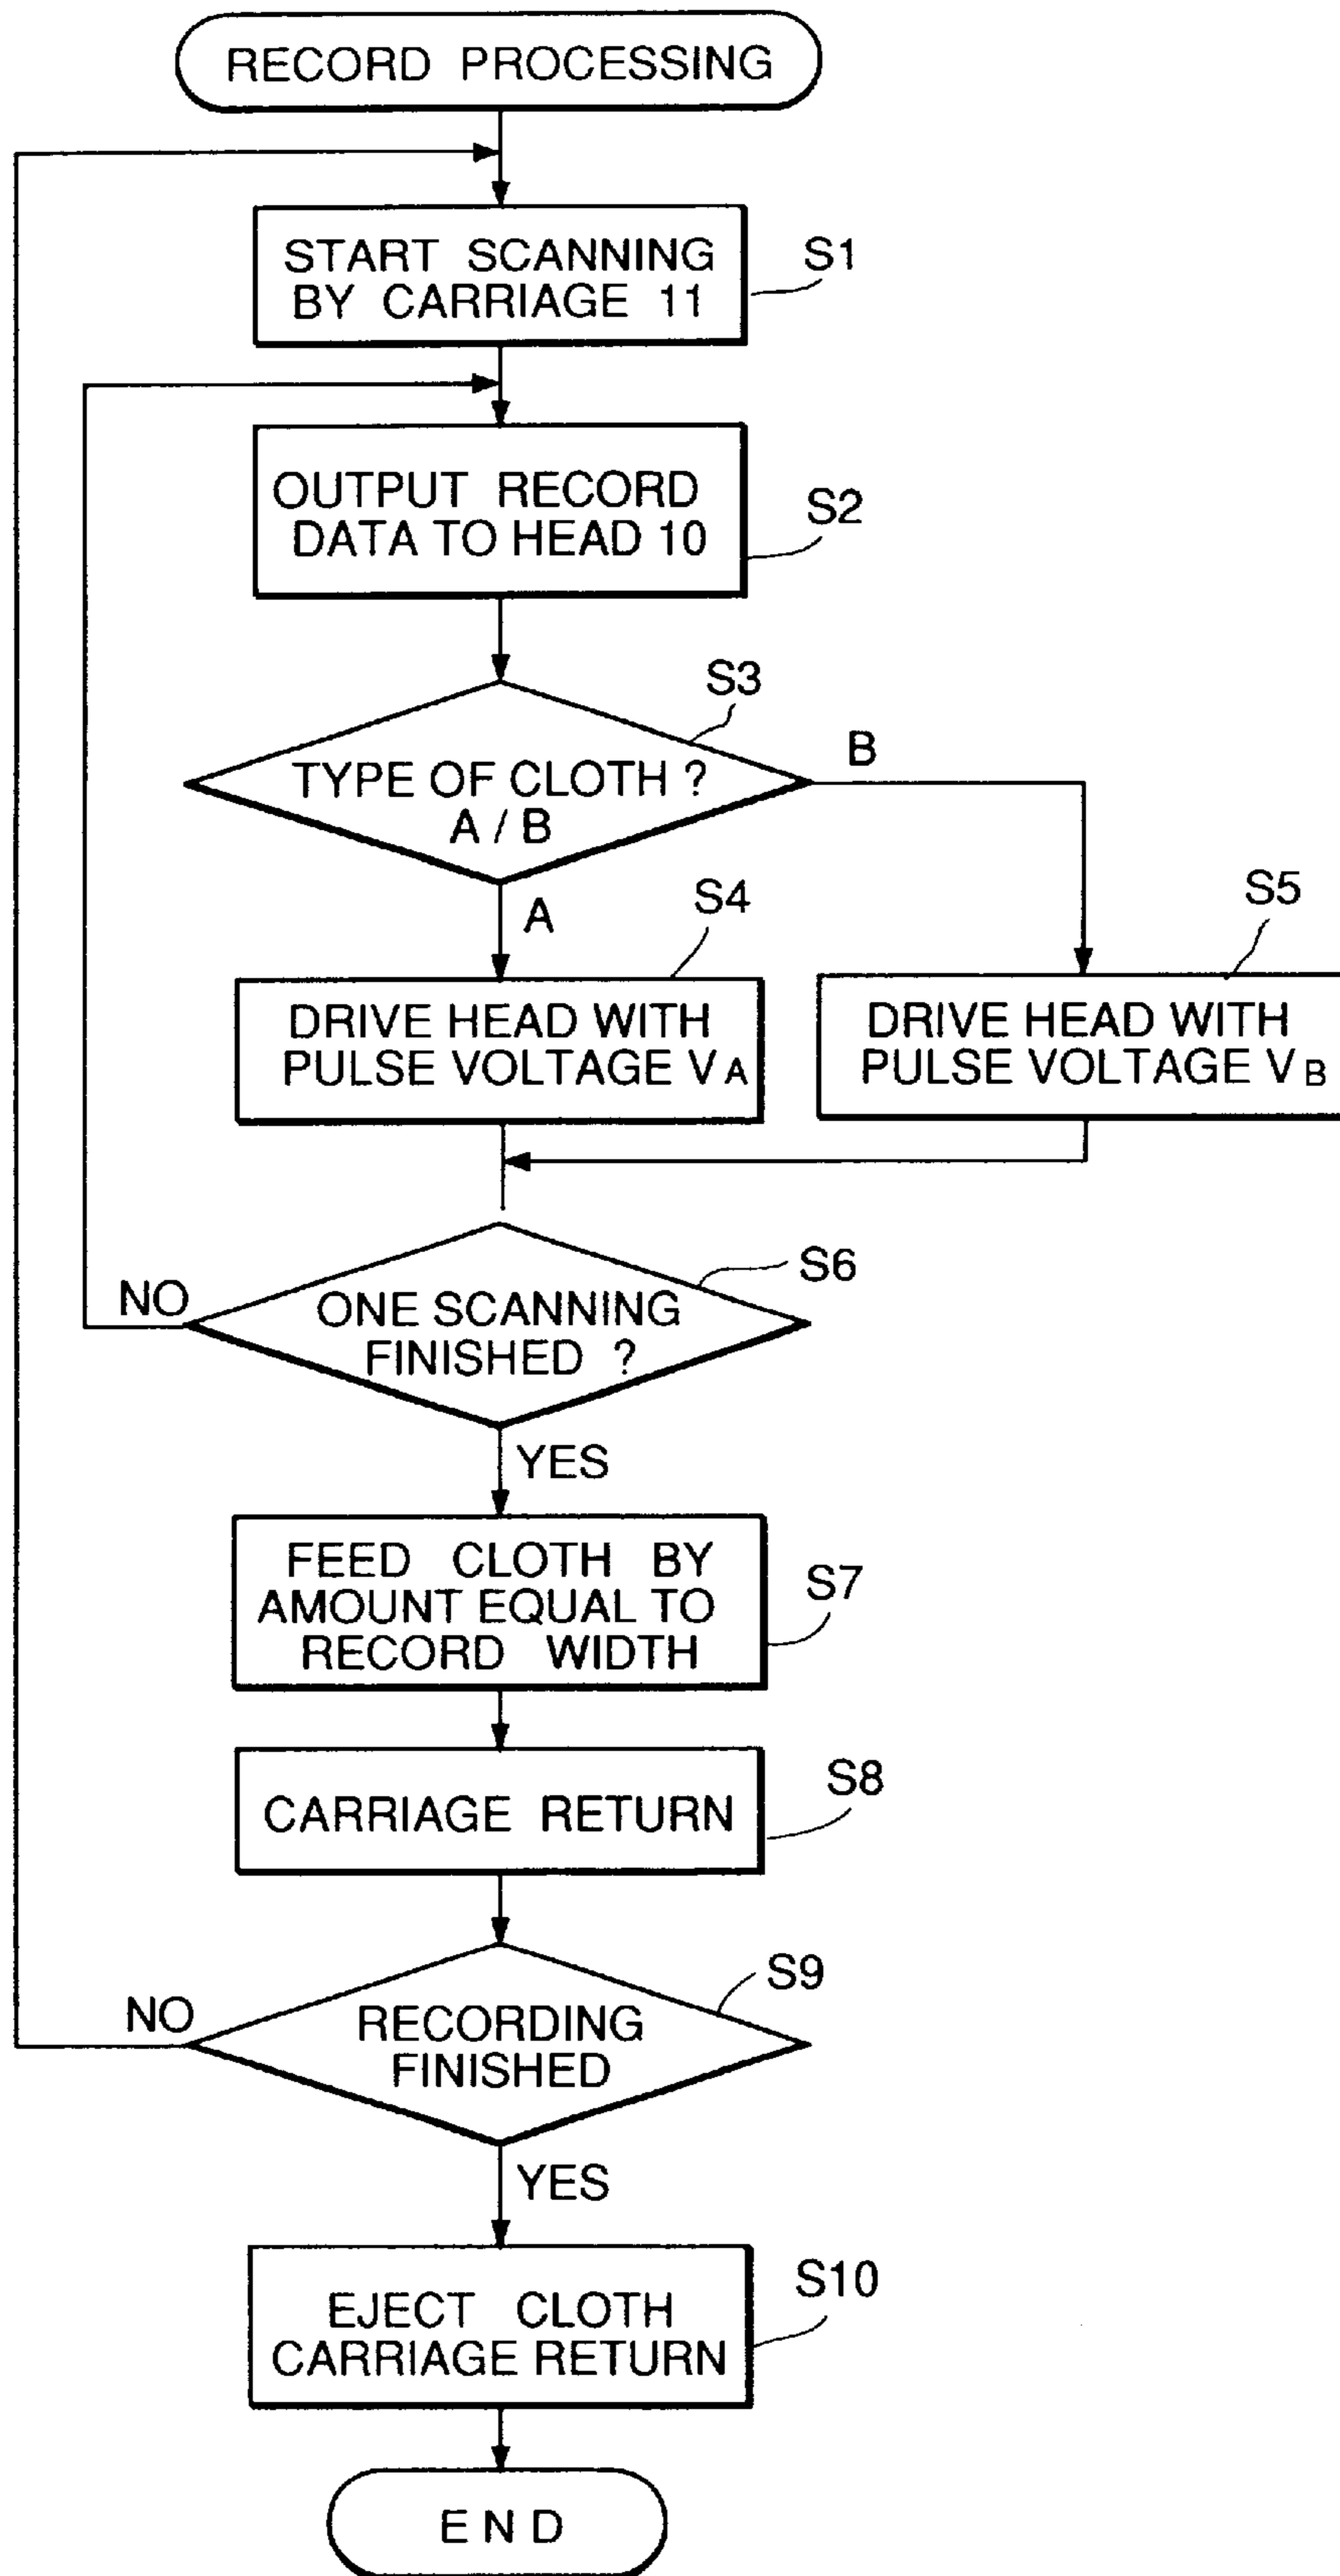 RECORD PROCESSING
START SCANNING
BY CARRIAGE 11
S1
OUTPUT RECORD
DATA TO HEAD 10
S2
S3
TYPE OF CLOTH ?
A / B
B
A
S4
S5
DRIVE HEAD WITH
PULSE VOLTAGE VA
DRIVE HEAD WITH
PULSE VOLTAGE VB
S6
NO
ONE SCANNING
FINISHED ?
YES
FEED CLOTH BY
AMOUNT EQUAL TO
RECORD WIDTH
S7
CARRIAGE RETURN
S8
S9
NO
RECORDING
FINISHED
YES
EJECT CLOTH
CARRIAGE RETURN
S10
END